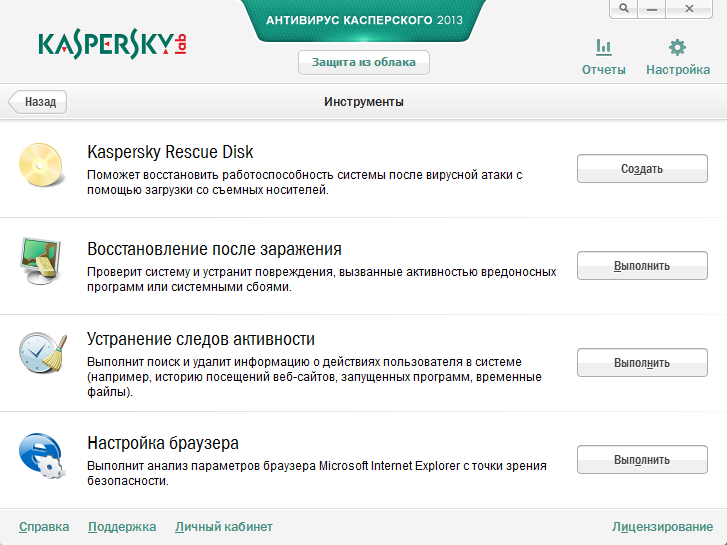 АНТИВИРУС КАСПЕРСКОГО 2013
KASPERSKY lab
Защита из облака
Отчеты
Настройка
Назад
Инструменты
Kaspersky Rescue Disk
Поможет восстановить работоспособность системы после вирусной атаки с
помощью загрузки со съемных носителей.
Создать
Восстановление после заражения
Проверит систему и устранит повреждения, вызванные активностью вредоносных
программ или системными сбоями.
Выполнить
Устранение следов активности
Выполнит поиск и удалит информацию о действиях пользователя в системе
(например, историю посещений веб-сайтов, запущенных программ, временные
файлы).
Выполнить
Настройка браузера
Выполнит анализ параметров браузера Microsoft Internet Explorer с точки зрения
безопасности.
Выполнить
Справка
Поддержка
Личный кабинет
Лицензирование